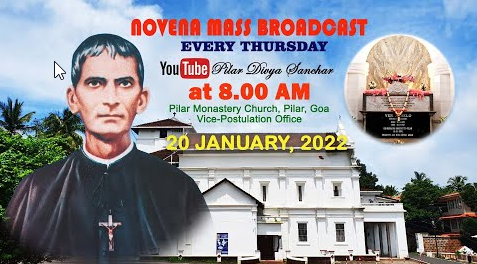 NOVENA MASS BROADCAST
EVERY THURSDAY
YouTube Pilar Divya Sanchar
at 8.00 AM
Pilar Monastery Church, Pilar, Goa
Vice-Postulation Office
20 JANUARY, 2022